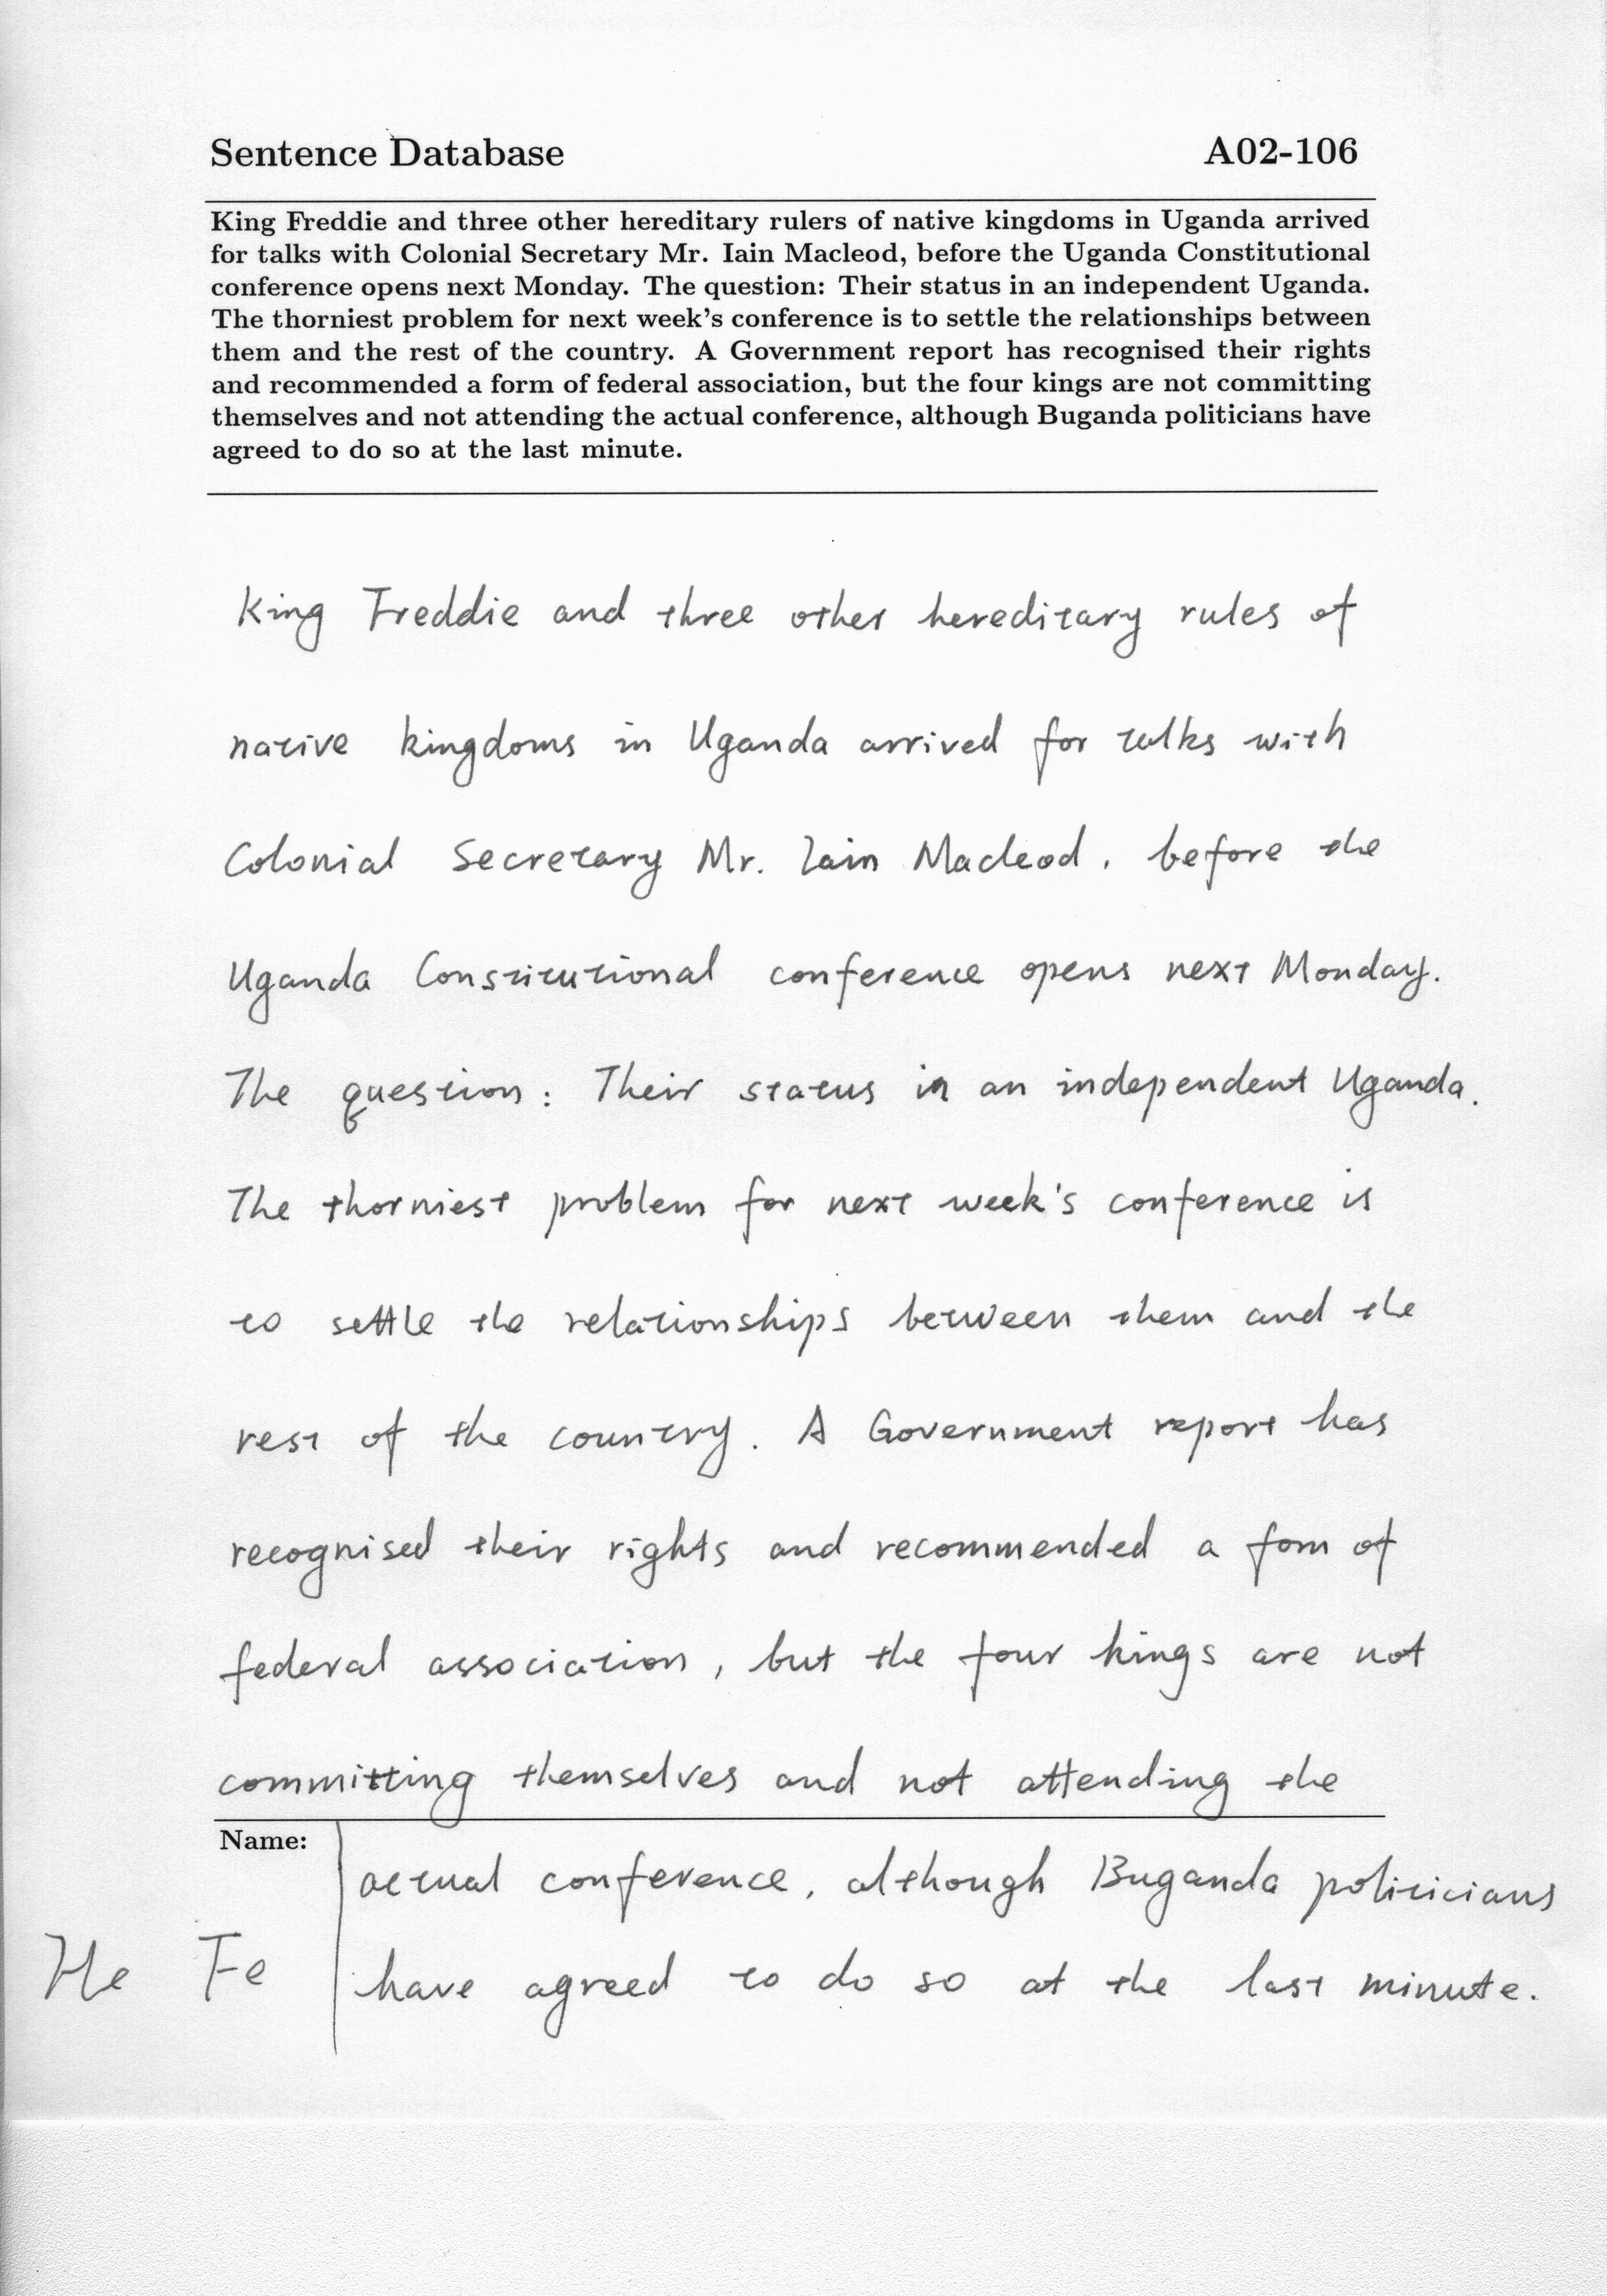 Sentence Database A02-106
King Freddie and three other hereditary rulers of native kingdoms in Uganda arrived
for talks with Colonial Secretary Mr. Iain Macleod, before the Uganda Constitutional
conference opens next Monday. The question: Their status in an independent Uganda.
The thorniest problem for next week's conference is to settle the relationships between
them and the rest of the country. A Government report has recognised their rights
and recommended a form of federal association, but the four kings are not committing
themselves and not attending the actual conference, although Buganda politicians have
agreed to do so at the last minute.
King Freddie and three other hereditary rules of
native kingdoms in Uganda arrived for talks with
Colonial Secretary Mr. Iain Macleod, before the
Uganda Constitutional conference opens next Monday.
The question: Their status in an independent Uganda.
The thorniest problem for next week's conference is
to settle the relationships between them and the
rest of the country. A Government report has
recognised their rights and recommended a fom of
federal association, but the four kings are not
committing themselves and not attending the
Name:
actual conference, although Buganda politicians
He Fe
have agreed to do so at the last minute.